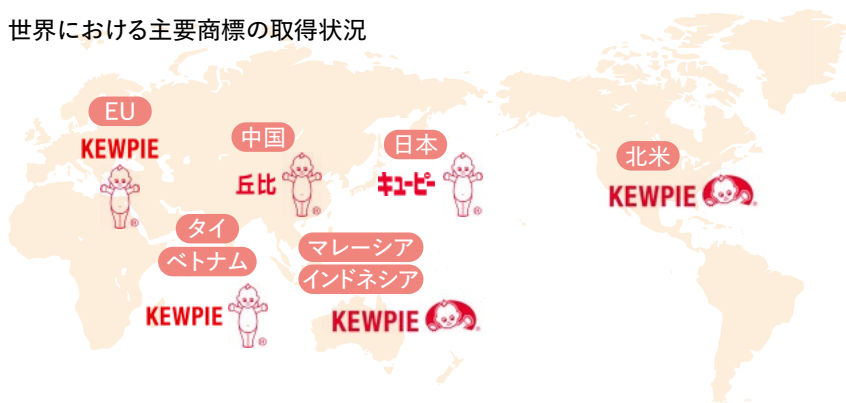 世界における主要商標の取得状況
EU
KEWPIE
®
中国
丘比
®
日本
キユーピー
®
北米
KEWPIE
®
タイ
ベトナム
KEWPIE
®
マレーシア
インドネシア
KEWPIE
®